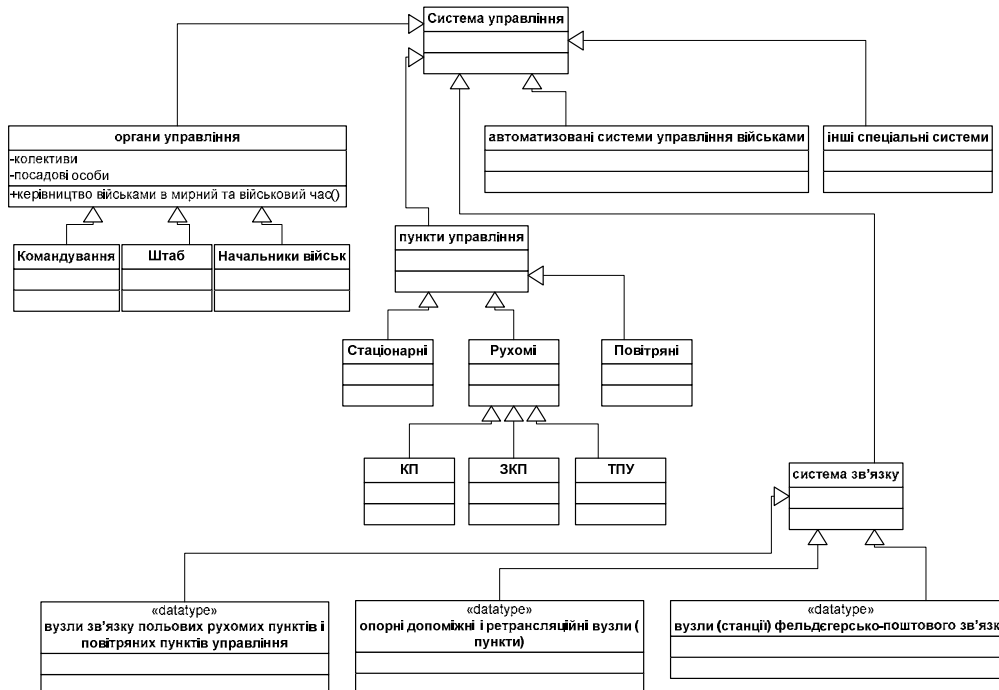 Система управління
органи управління
-колективи
-посадові особи
+керівництво військами в мирний та військовий час()
автоматизовані системи управління військами
інші спеціальні системи
Командування
Штаб
Начальники військ
пункти управління
Стаціонарні
Рухомі
Повітряні
КП
ЗКП
ТПУ
система зв'язку
«datatype»
вузли зв'язку польових рухомих пунктів і
повітряних пунктів управління
«datatype»
опорні допоміжні і ретрансляційні вузли (
пункти)
«datatype»
вузли (станції) фельдєгерсько-поштового зв'язк